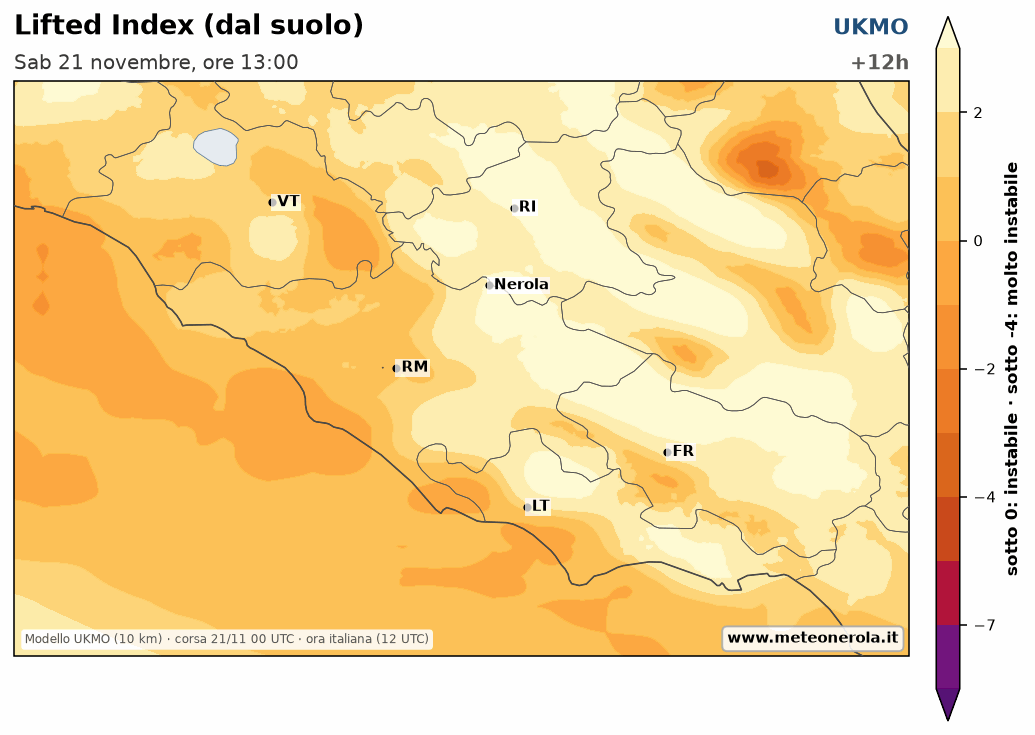 Lifted Index (dal suolo)
UKMO
Sab 21 novembre, ore 13:00
+12h
VT
RI
Nerola
RM
FR
LT
2
0
−2
−4
−7
sotto 0: instabile · sotto -4: molto instabile
Modello UKMO (10 km) · corsa 21/11 00 UTC · ora italiana (12 UTC)
www.meteonerola.it